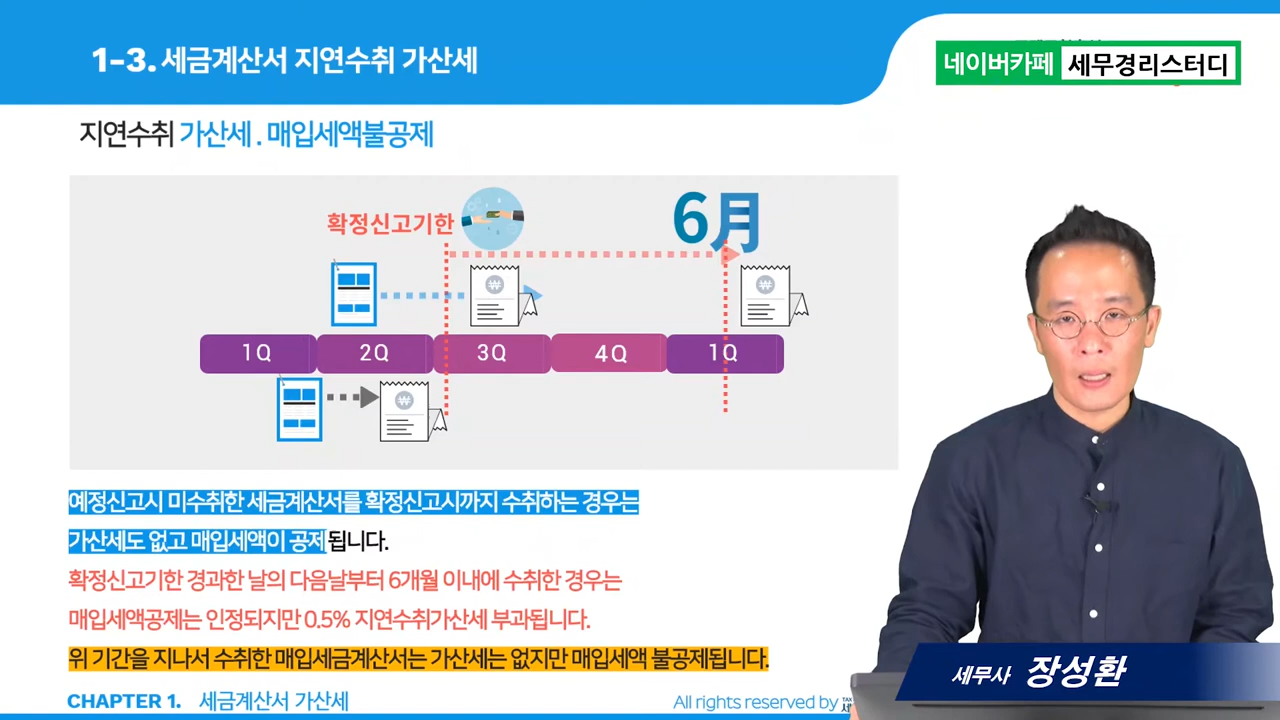 1-3. 세금계산서 지연수취 가산세
네이버카페 세무경리스터디
지연수취 가산세 . 매입세액불공제
확정신고기한
6月
1Q 2Q 3Q 4Q 1Q
예정신고시 미수취한 세금계산서를 확정신고시까지 수취하는 경우는
가산세도 없고 매입세액이 공제됩니다.
확정신고기한 경과한 날의 다음날부터 6개월 이내에 수취한 경우는
매입세액공제는 인정되지만 0.5% 지연수취가산세 부과됩니다.
위 기간을 지나서 수취한 매입세금계산서는 가산세는 없지만 매입세액 불공제됩니다.
세무사 장성환
CHAPTER 1. 세금계산서 가산세
All rights reserved by